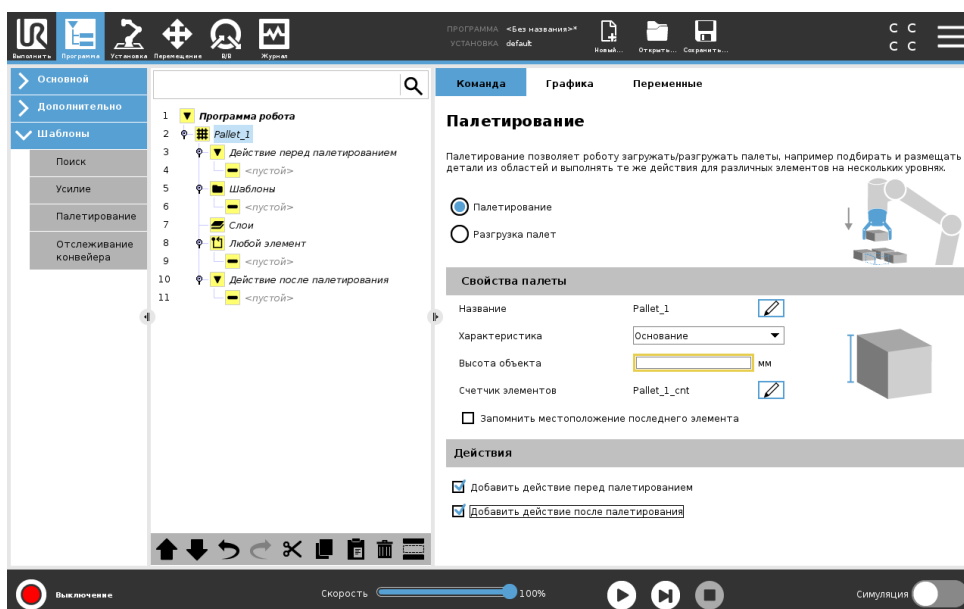 ПРОГРАММА <Без названия>*
УСТАНОВКА default
Выполнить Программа Установка Перемещение В/В Журнал
Новый... Открыть... Сохранить...
C C
C C
Основной
Дополнительно
Шаблоны
Поиск
Усилие
Палетирование
Отслеживание
конвейера
1 Программа робота
2 Pallet_1
3 Действие перед палетированием
4 <пустой>
5 Шаблоны
6 <пустой>
7 Слои
8 Любой элемент
9 <пустой>
10 Действие после палетирования
11 <пустой>
Команда Графика Переменные
Палетирование
Палетирование позволяет роботу загружать/разгружать палеты, например подбирать и размещать
детали из областей и выполнять те же действия для различных элементов на нескольких уровнях.
Палетирование
Разгрузка палет
Свойства палеты
Название Pallet_1
Характеристика Основание
Высота объекта мм
Счетчик элементов Pallet_1_cnt
Запомнить местоположение последнего элемента
Действия
Добавить действие перед палетированием
Добавить действие после палетирования
Выключение
Скорость 100%
Симуляция